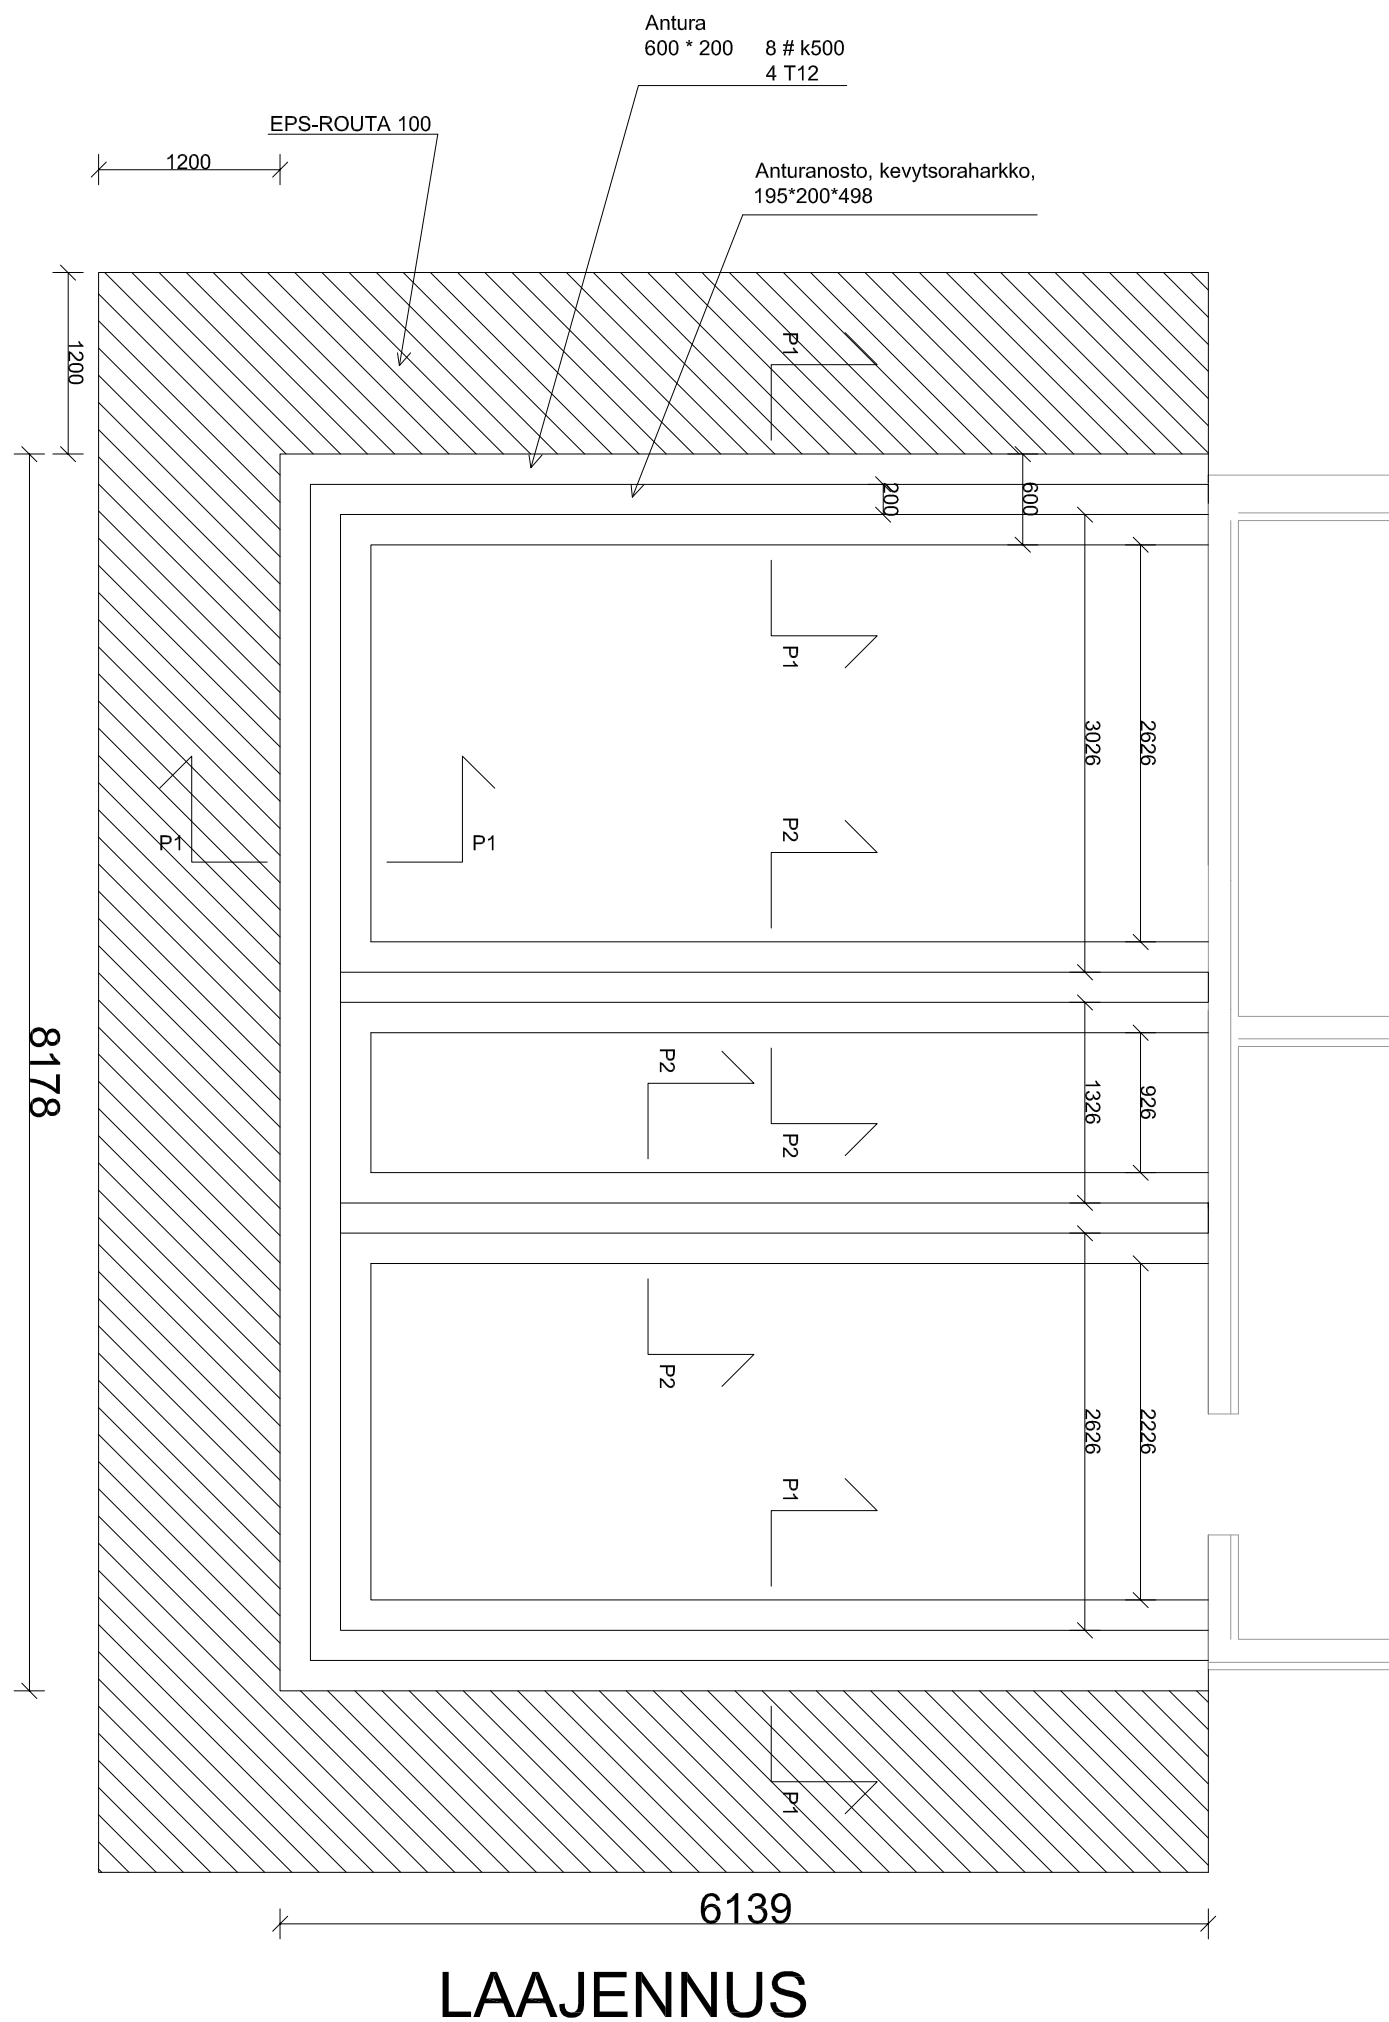 Antura
600 * 200 8 # k500
4 T12
EPS-ROUTA 100
1200
Anturanosto, kevytsoraharkko,
195*200*498
1200
P1
200
600
P1
3026
2626
P2
P1
P1
8178
P2
1326
926
P2
P2
2626
2226
P1
P1
6139
LAAJENNUS